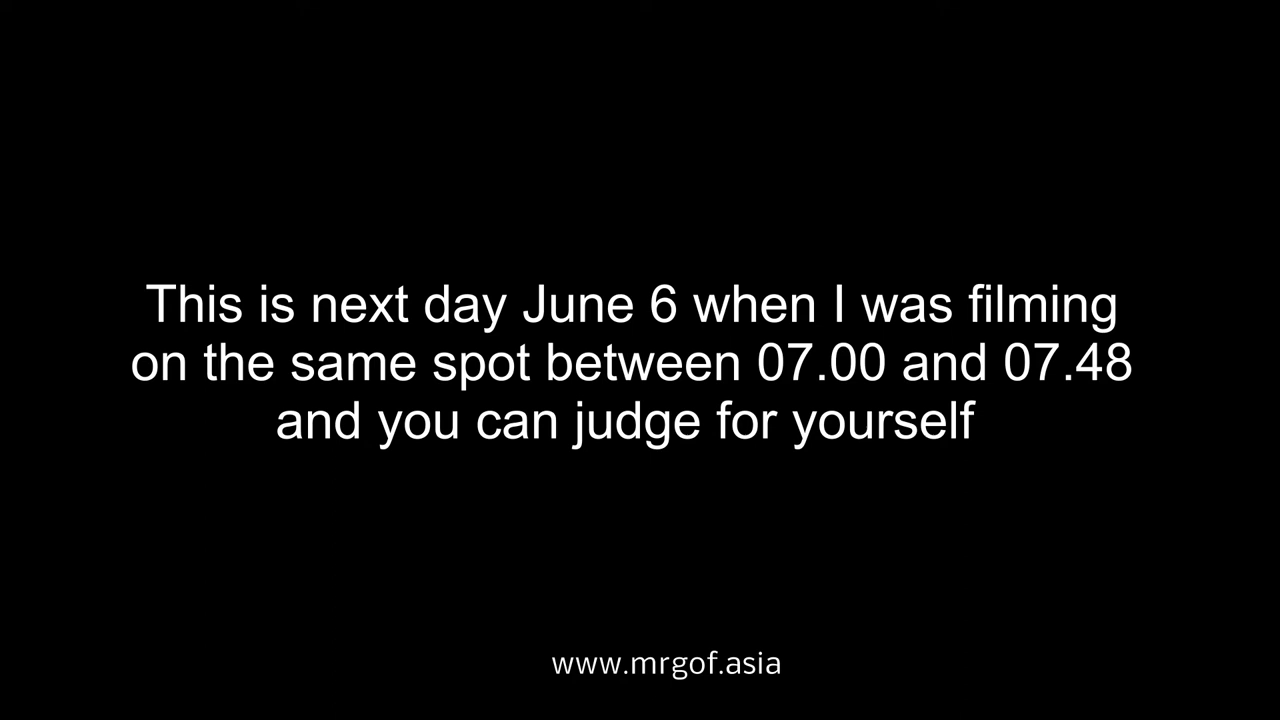 This is next day June 6 when I was filming
on the same spot between 07.00 and 07.48
and you can judge for yourself
www.mrgof.asia